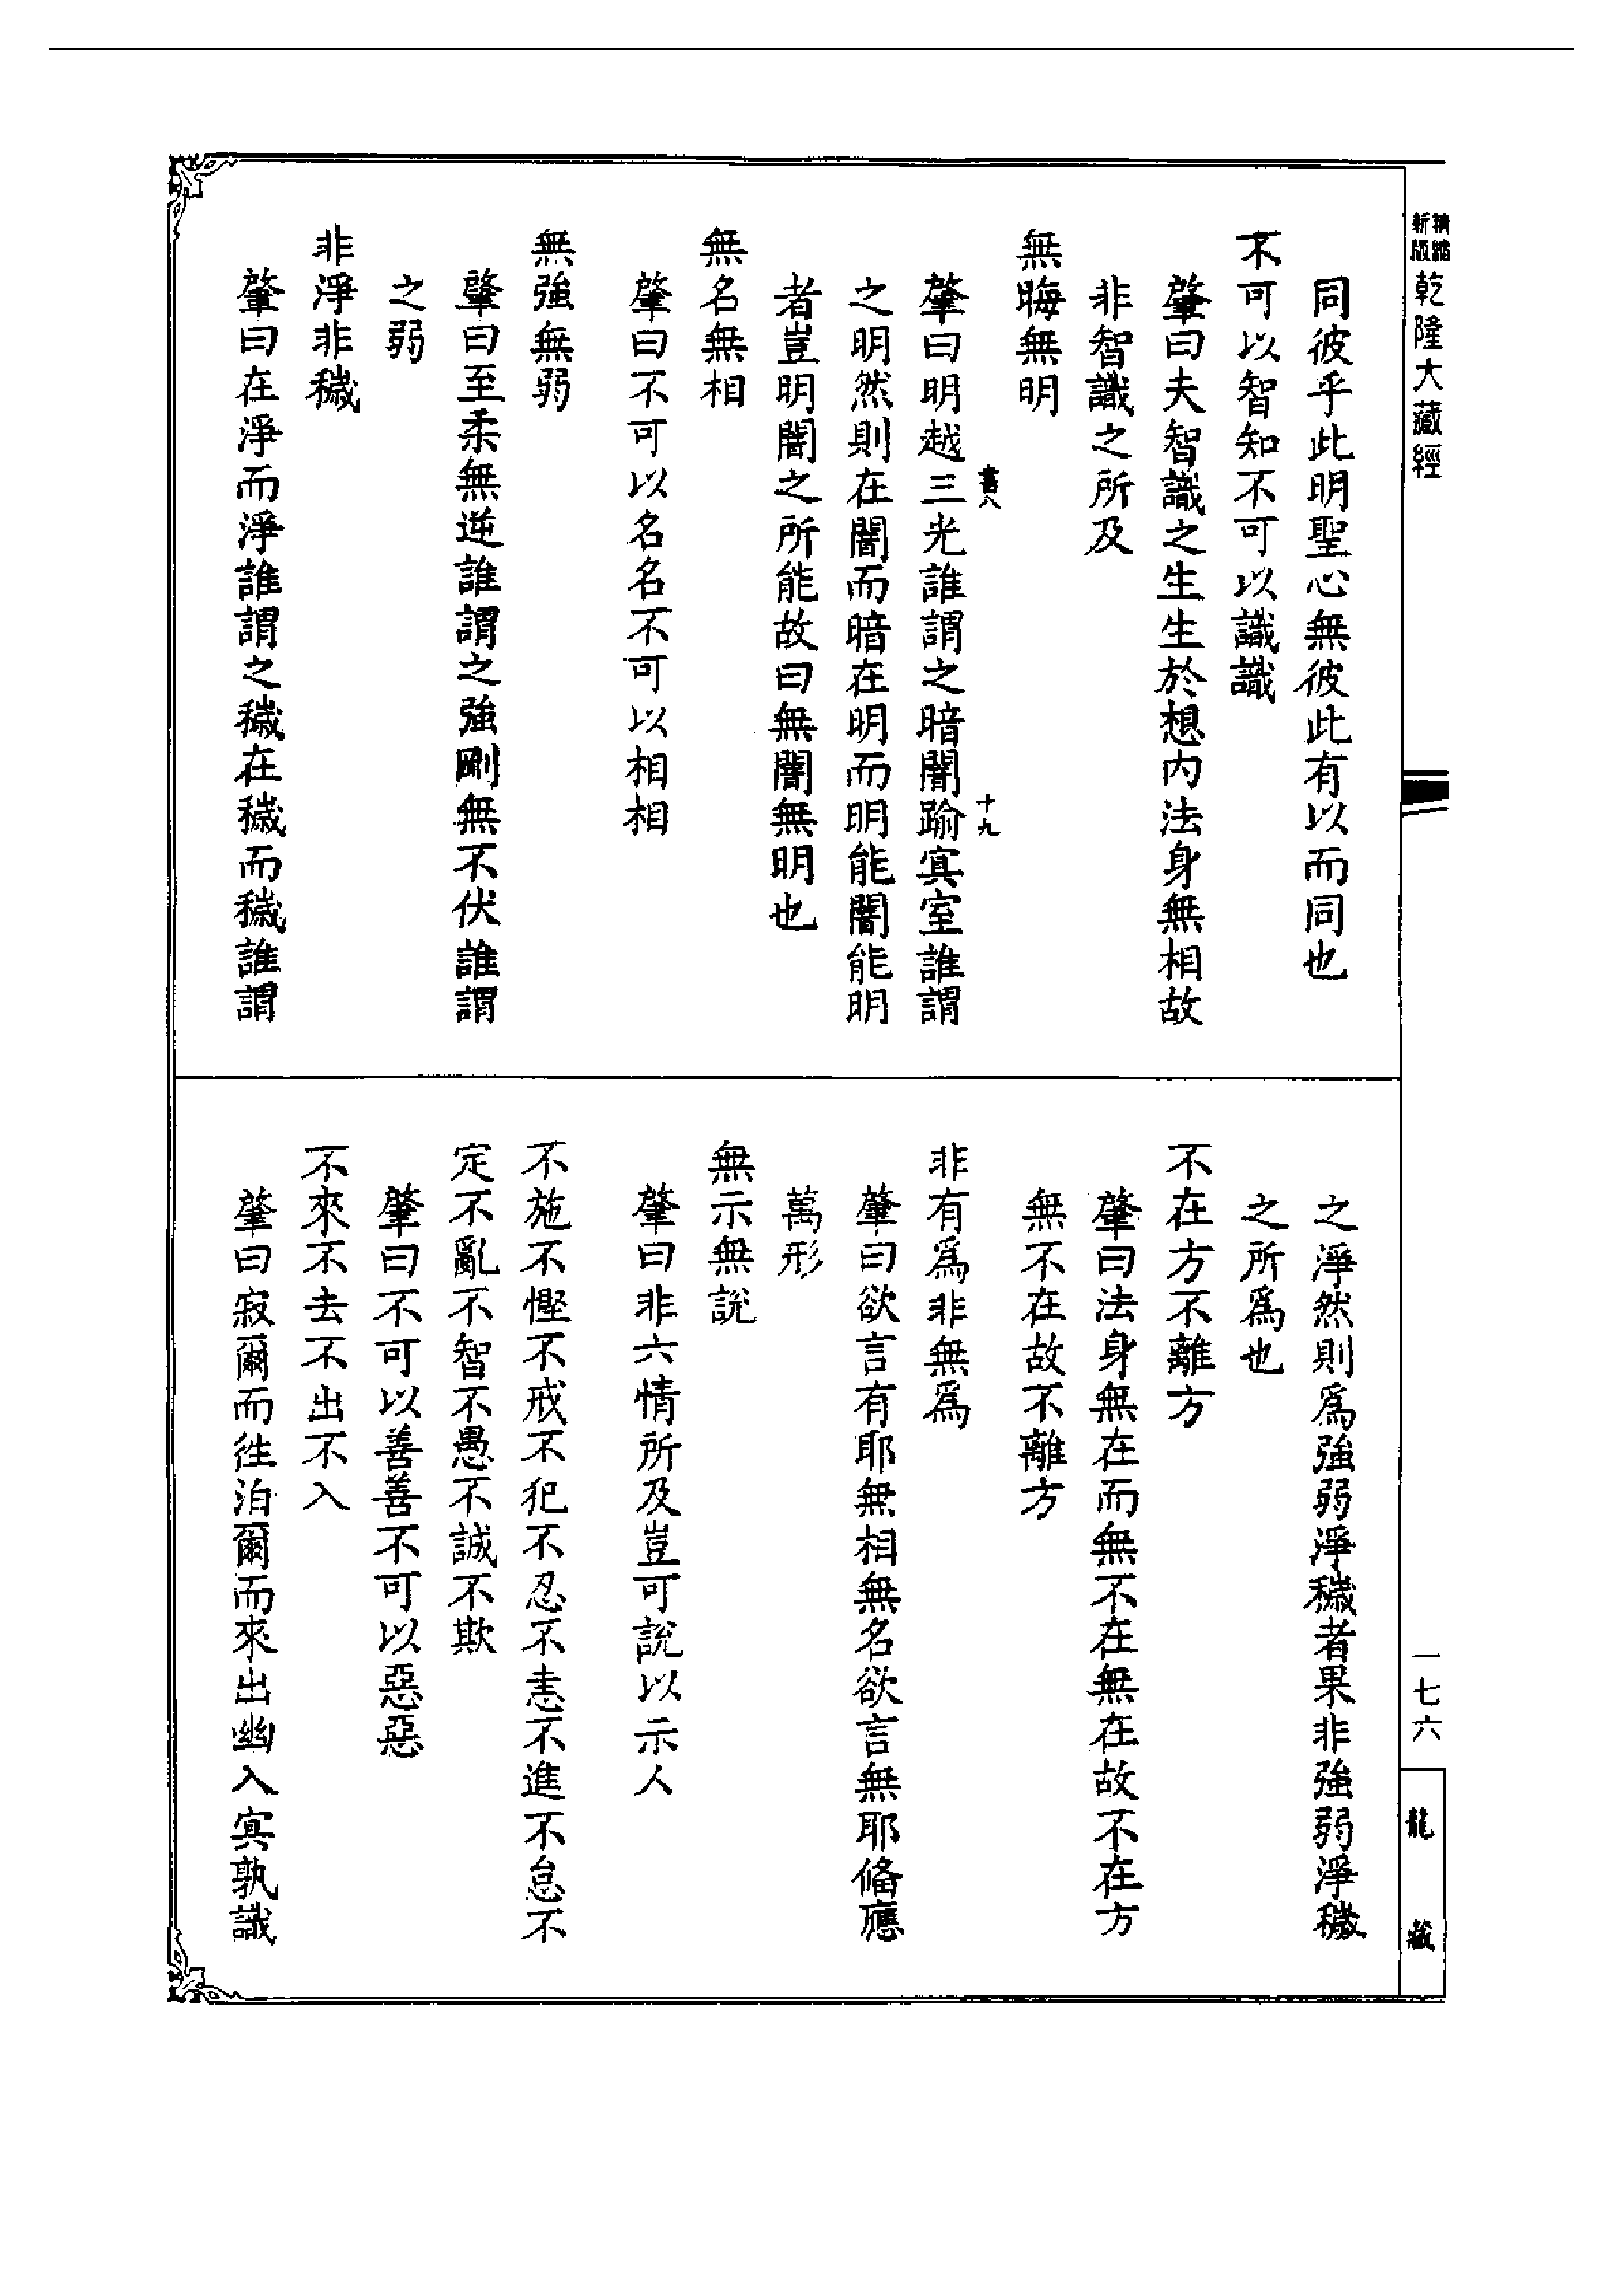 精縮新版乾隆大藏經
一七六
龍藏
同彼乎此明聖心無彼此有以而同也
不可以智知不可以識識
肇曰夫智識之生生於想內法身無相故
非智識之所及
無晦無明
書八 十九
肇曰明越三光誰謂之暗闇踰冥室誰謂
之明然則在闇而暗在明而明能闇能明
者豈明闇之所能故曰無闇無明也
無名無相
肇曰不可以名名不可以相相
無強無弱
肇曰至柔無逆誰謂之強剛無不伏誰謂
之弱
非淨非穢
肇曰在淨而淨誰謂之穢在穢而穢誰謂
之淨然則爲強弱淨穢者果非強弱淨穢
之所爲也
不在方不離方
肇曰法身無在而無不在無在故不在方
無不在故不離方
非有爲非無爲
肇曰欲言有耶無相無名欲言無耶俻應
萬形
無示無說
肇曰非六情所及豈可說以示人
不施不慳不戒不犯不忍不恚不進不怠不
定不亂不智不愚不誠不欺
肇曰不可以善善不可以惡惡
不來不去不出不入
肇曰寂爾而徃泊爾而來出幽入冥孰識